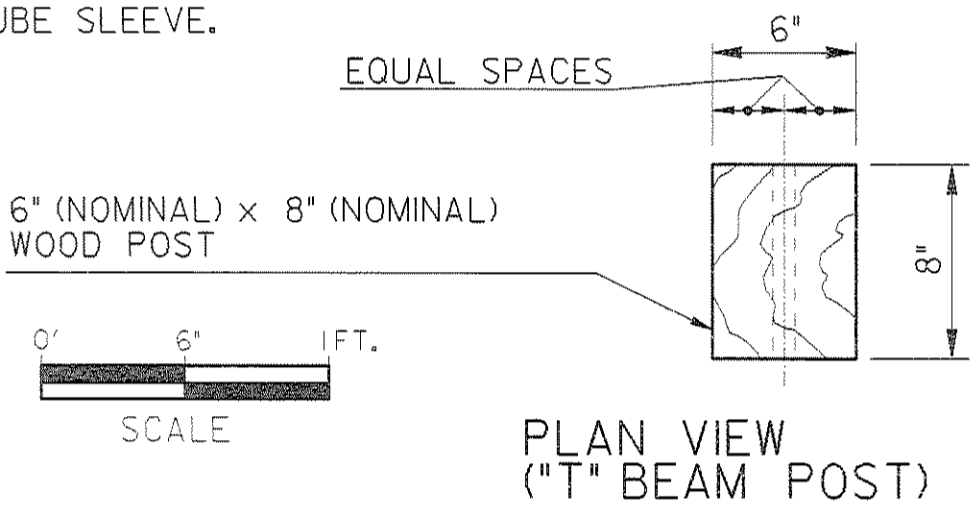 SLEEVE.
6"
EQUAL SPACES
6" (NOMINAL) x 8" (NOMINAL)
WOOD POST
8"
0' 6" 1 FT.
SCALE
PLAN VIEW
("T" BEAM POST)